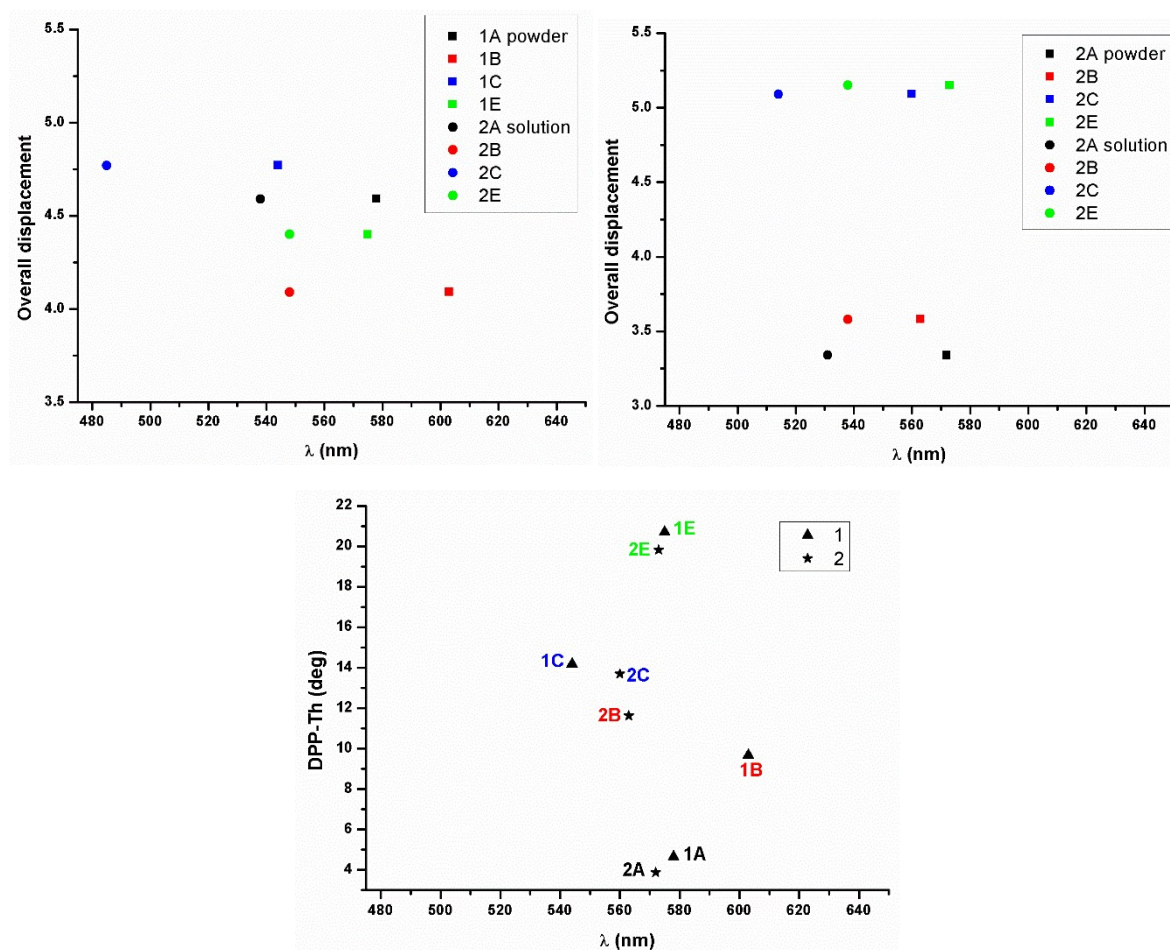 5.5
5.0
4.5
4.0
3.5
Overall displacement
480 500 520 540 560 580 600 620 640
λ (nm)
1A powder
1B
1C
1E
2A solution
2B
2C
2E
5.5
5.0
4.5
4.0
3.5
3.0
Overall displacement
480 500 520 540 560 580 600 620 640
λ (nm)
2A powder
2B
2C
2E
2A solution
2B
2C
2E
22
20
18
16
14
12
10
8
6
4
DPP-Th (deg)
480 500 520 540 560 580 600 620 640
λ (nm)
1
2
1E
2E
1C
2C
2B
1B
1A
2A